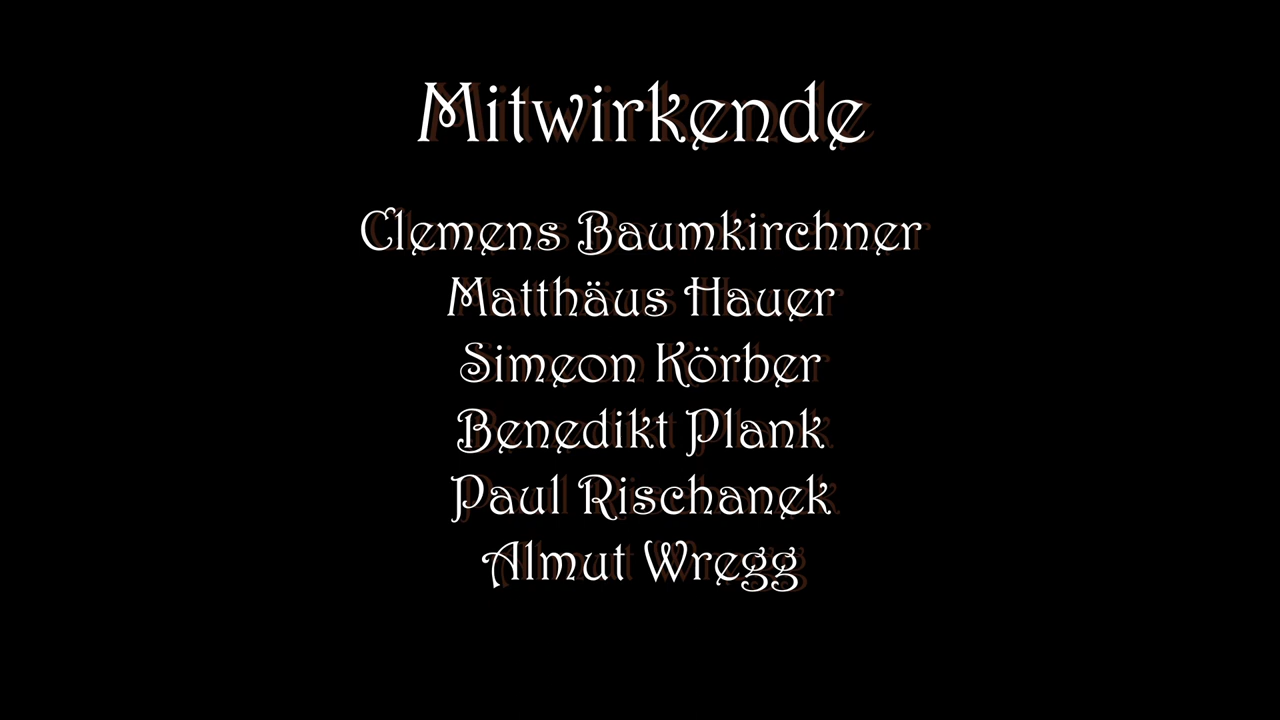 Mitwirkende
Clemens Baumkirchner
Matthäus Hauer
Simeon Körber
Benedikt Plank
Paul Rischanek
Almut Wregg